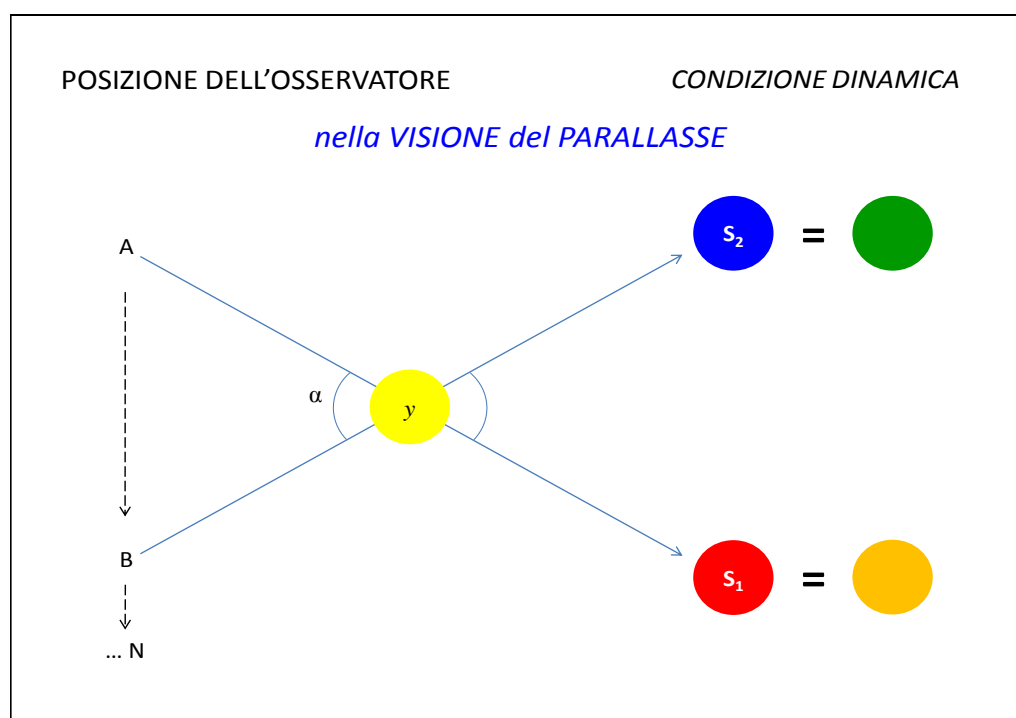 POSIZIONE DELL’OSSERVATORE
CONDIZIONE DINAMICA
nella VISIONE del PARALLASSE
A
S₂ =
α
y
B
S₁ =
... N